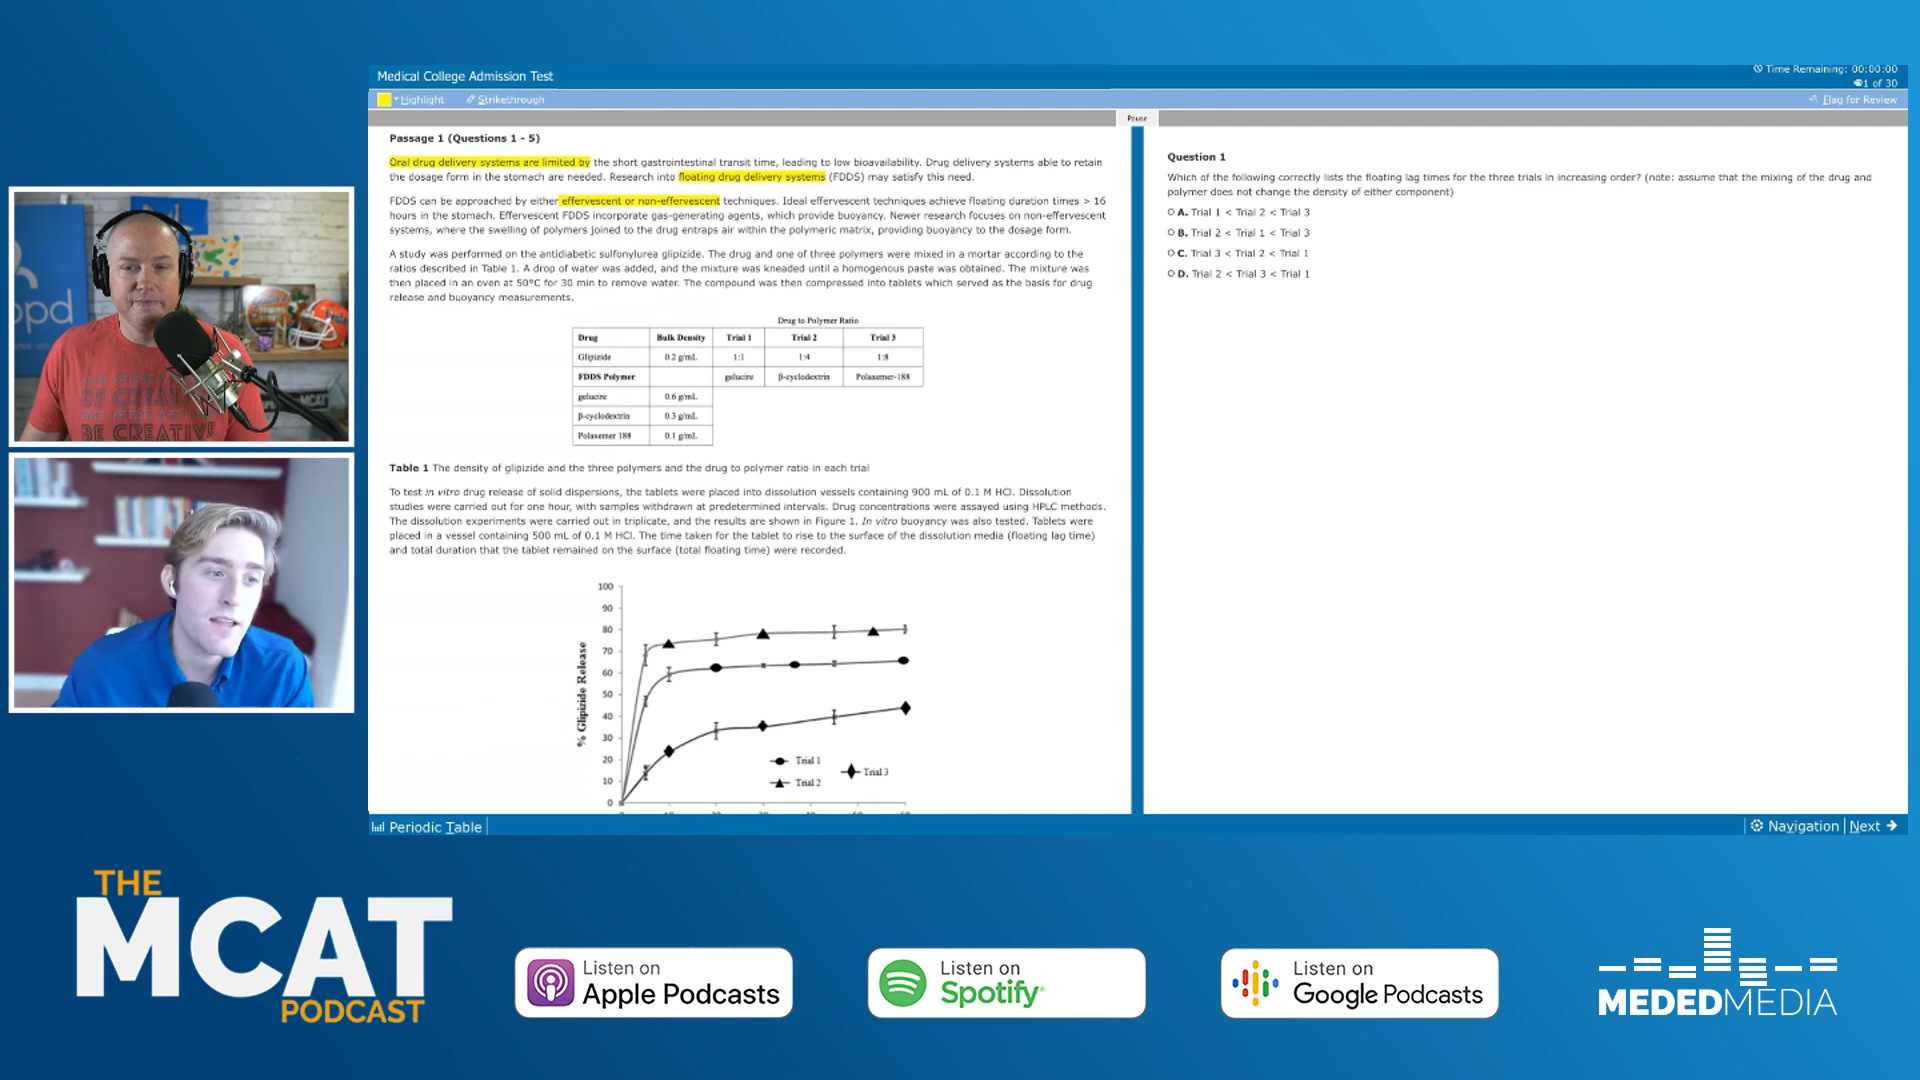 Medical College Admission Test
Time Remaining: 00:00:00
1 of 30
Highlight
Strikethrough
Flag for Review
Pause
Passage 1 (Questions 1 - 5)
Oral drug delivery systems are limited by the short gastrointestinal transit time, leading to low bioavailability. Drug delivery systems able to retain
the dosage form in the stomach are needed. Research into floating drug delivery systems (FDDS) may satisfy this need.
FDDS can be approached by either effervescent or non-effervescent techniques. Ideal effervescent techniques achieve floating duration times > 16
hours in the stomach. Effervescent FDDS incorporate gas-generating agents, which provide buoyancy. Newer research focuses on non-effervescent
systems, where the swelling of polymers joined to the drug entraps air within the polymeric matrix, providing buoyancy to the dosage form.
A study was performed on the antidiabetic sulfonylurea glipizide. The drug and one of three polymers were mixed in a mortar according to the
ratios described in Table 1. A drop of water was added, and the mixture was kneaded until a homogenous paste was obtained. The mixture was
then placed in an oven at 50°C for 30 min to remove water. The compound was then compressed into tablets which served as the basis for drug
release and buoyancy measurements.
Drug to Polymer Ratio
Drug Bulk Density Trial 1 Trial 2 Trial 3
Glipizide 0.2 g/mL 1:1 1:4 1:8
FDDS Polymer gelucire β-cyclodextrin Polaxemer-188
gelucire 0.6 g/mL
β-cyclodextrin 0.3 g/mL
Polaxemer 188 0.1 g/mL
Table 1 The density of glipizide and the three polymers and the drug to polymer ratio in each trial
To test in vitro drug release of solid dispersions, the tablets were placed into dissolution vessels containing 900 mL of 0.1 M HCl. Dissolution
studies were carried out for one hour, with samples withdrawn at predetermined intervals. Drug concentrations were assayed using HPLC methods.
The dissolution experiments were carried out in triplicate, and the results are shown in Figure 1. In vitro buoyancy was also tested. Tablets were
placed in a vessel containing 500 mL of 0.1 M HCl. The time taken for the tablet to rise to the surface of the dissolution media (floating lag time)
and total duration that the tablet remained on the surface (total floating time) were recorded.
% Glipizide Release
100
90
80
70
60
50
40
30
20
10
0
Trial 1
Trial 2
Trial 3
Question 1
Which of the following correctly lists the floating lag times for the three trials in increasing order? (note: assume that the mixing of the drug and
polymer does not change the density of either component)
A. Trial 1 < Trial 2 < Trial 3
B. Trial 2 < Trial 1 < Trial 3
C. Trial 3 < Trial 2 < Trial 1
D. Trial 2 < Trial 3 < Trial 1
Periodic Table
Navigation
Next
ppd
BE CREATIVE
BE CREATIVE
MCAT
THE
MCAT
PODCAST
Listen on
Apple Podcasts
Listen on
Spotify
Listen on
Google Podcasts
MEDEDMEDIA